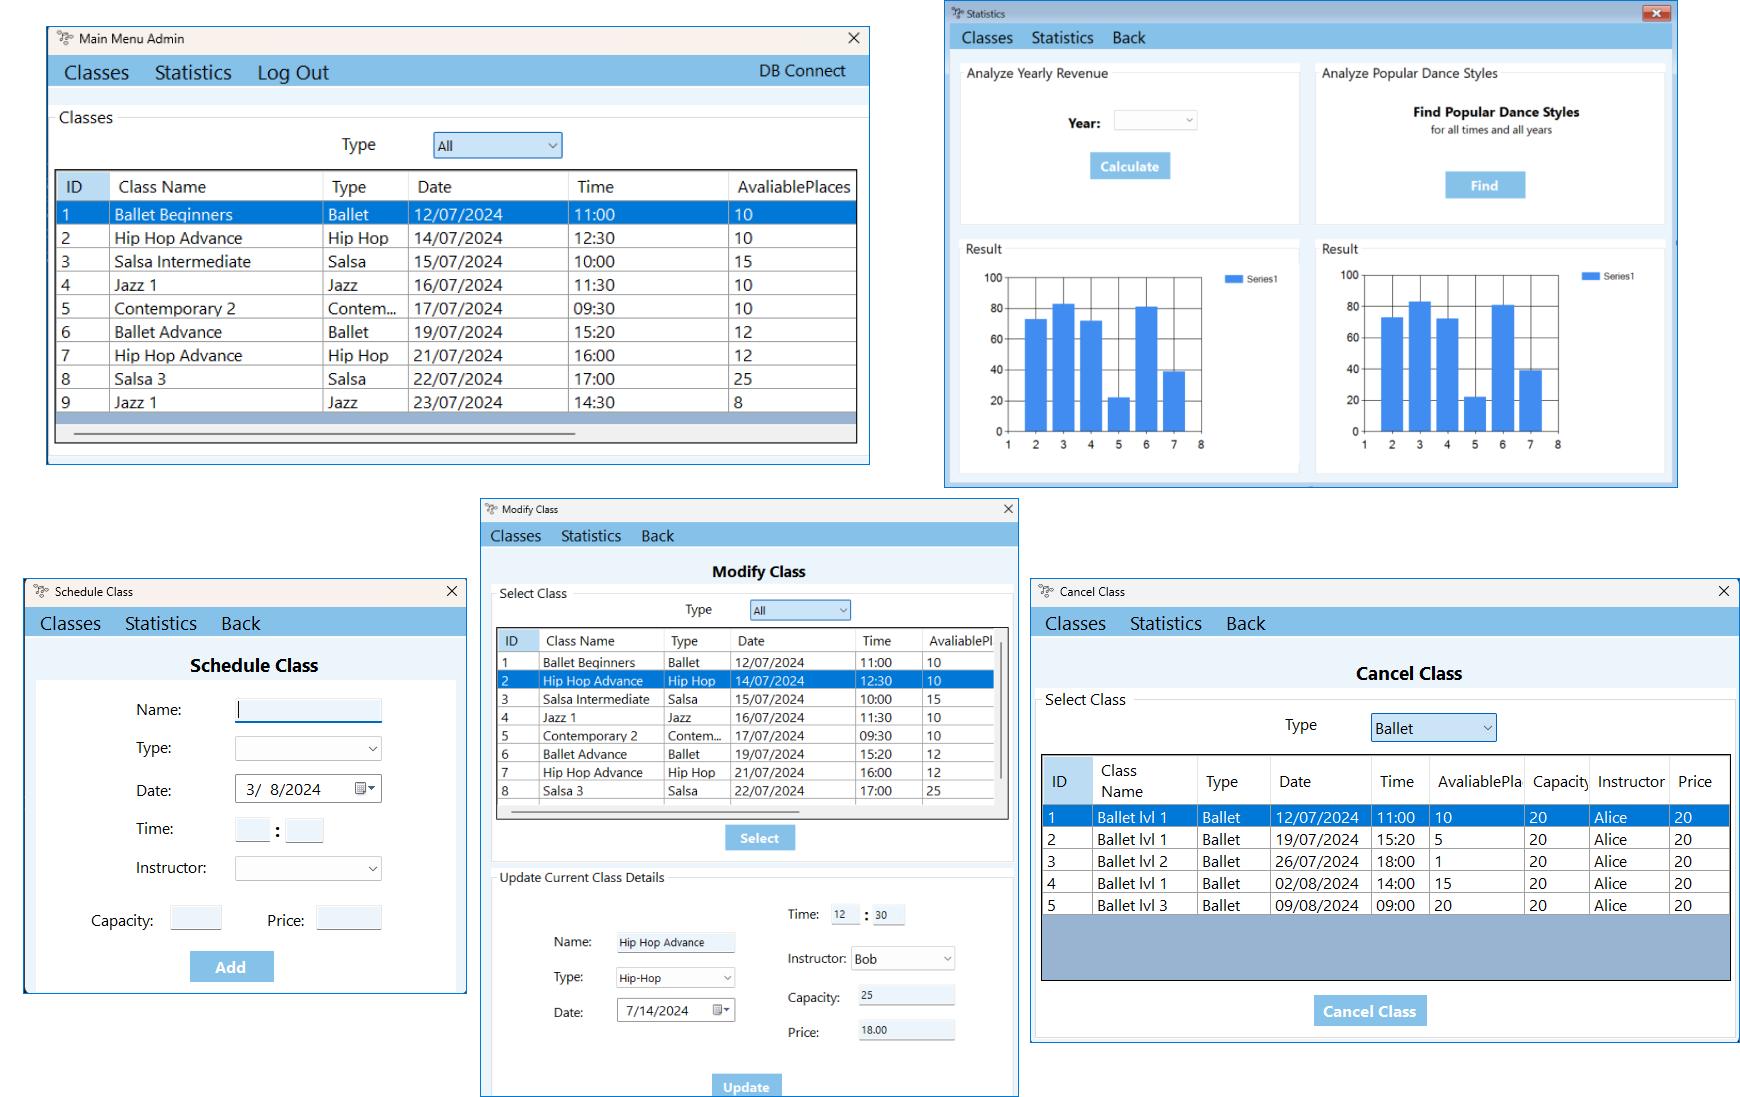 Main Menu Admin
Classes Statistics Log Out DB Connect
Classes
Type All
ID Class Name Type Date Time AvaliablePlaces
1 Ballet Beginners Ballet 12/07/2024 11:00 10
2 Hip Hop Advance Hip Hop 14/07/2024 12:30 10
3 Salsa Intermediate Salsa 15/07/2024 10:00 15
4 Jazz 1 Jazz 16/07/2024 11:30 10
5 Contemporary 2 Contem... 17/07/2024 09:30 10
6 Ballet Advance Ballet 19/07/2024 15:20 12
7 Hip Hop Advance Hip Hop 21/07/2024 16:00 12
8 Salsa 3 Salsa 22/07/2024 17:00 25
9 Jazz 1 Jazz 23/07/2024 14:30 8
Statistics
Classes Statistics Back
Analyze Yearly Revenue
Year:
Calculate
Analyze Popular Dance Styles
Find Popular Dance Styles
for all times and all years
Find
Result
100
80
60
40
20
0
1 2 3 4 5 6 7 8
Series1
Result
100
80
60
40
20
0
1 2 3 4 5 6 7 8
Series1
Schedule Class
Classes Statistics Back
Schedule Class
Name:
Type:
Date: 3/ 8/2024
Time: :
Instructor:
Capacity: Price:
Add
Modify Class
Classes Statistics Back
Modify Class
Select Class
Type All
ID Class Name Type Date Time AvaliablePl
1 Ballet Beginners Ballet 12/07/2024 11:00 10
2 Hip Hop Advance Hip Hop 14/07/2024 12:30 10
3 Salsa Intermediate Salsa 15/07/2024 10:00 15
4 Jazz 1 Jazz 16/07/2024 11:30 10
5 Contemporary 2 Contem... 17/07/2024 09:30 10
6 Ballet Advance Ballet 19/07/2024 15:20 12
7 Hip Hop Advance Hip Hop 21/07/2024 16:00 12
8 Salsa 3 Salsa 22/07/2024 17:00 25
Select
Update Current Class Details
Name: Hip Hop Advance
Type: Hip-Hop
Date: 7/14/2024
Time: 12 : 30
Instructor: Bob
Capacity: 25
Price: 18.00
Update
Cancel Class
Classes Statistics Back
Cancel Class
Select Class
Type Ballet
ID Class Name Type Date Time AvaliablePla Capacity Instructor Price
1 Ballet lvl 1 Ballet 12/07/2024 11:00 10 20 Alice 20
2 Ballet lvl 1 Ballet 19/07/2024 15:20 5 20 Alice 20
3 Ballet lvl 2 Ballet 26/07/2024 18:00 1 20 Alice 20
4 Ballet lvl 1 Ballet 02/08/2024 14:00 15 20 Alice 20
5 Ballet lvl 3 Ballet 09/08/2024 09:00 20 20 Alice 20
Cancel Class